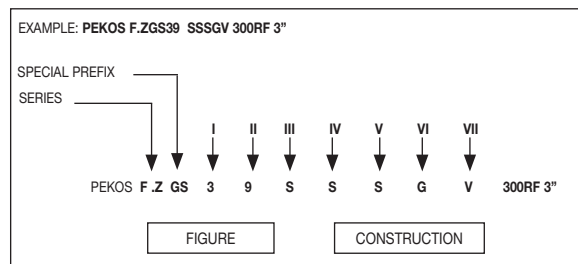 EXAMPLE: PEKOS F.ZGS39 SSSGV 300RF 3”
SPECIAL PREFIX
SERIES
I II III IV V VI VII
PEKOS F .Z GS 3 9 S S S G V 300RF 3”
FIGURE CONSTRUCTION